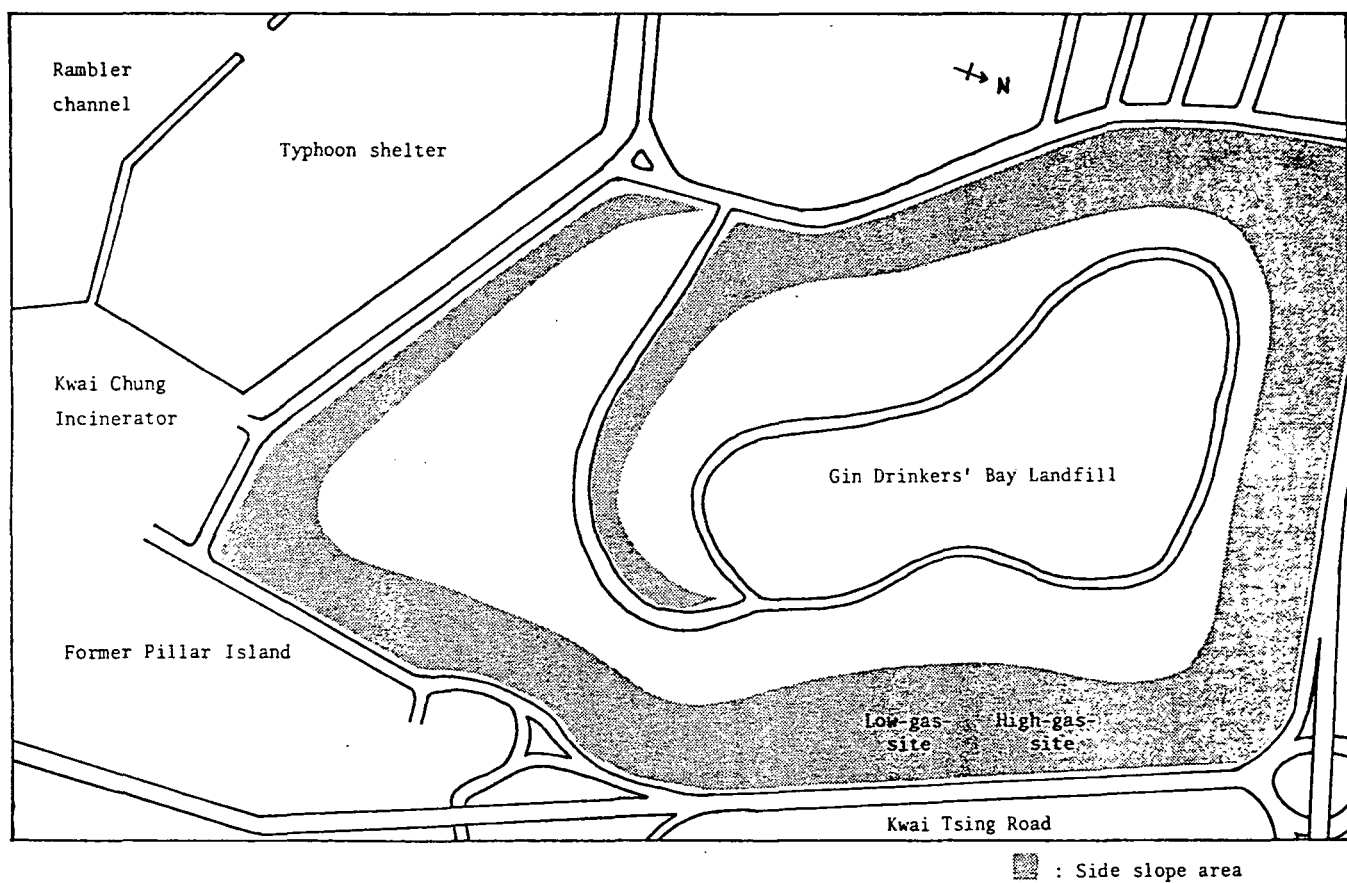 Rambler
channel
N
Typhoon shelter
Kwai Chung
Incinerator
Gin Drinkers' Bay Landfill
Former Pillar Island
Low-gas-
site
High-gas-
site
Kwai Tsing Road
: Side slope area